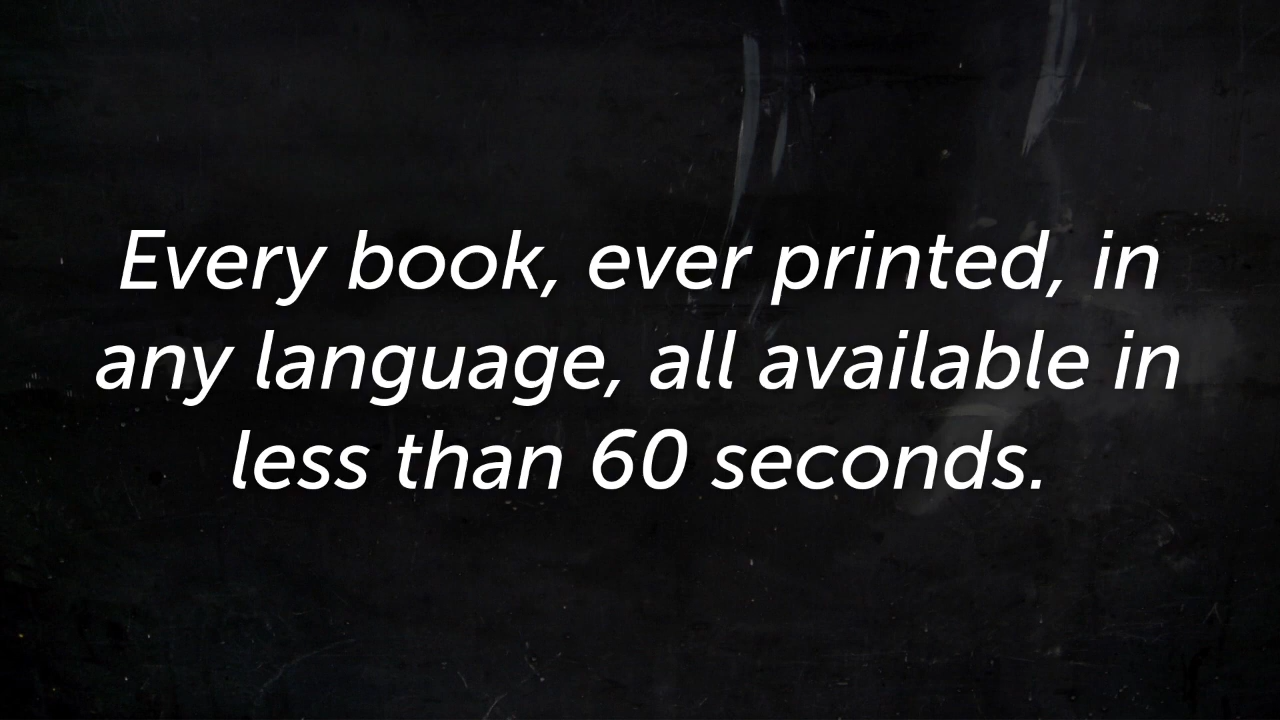 Every book, ever printed, in
any language, all available in
less than 60 seconds.